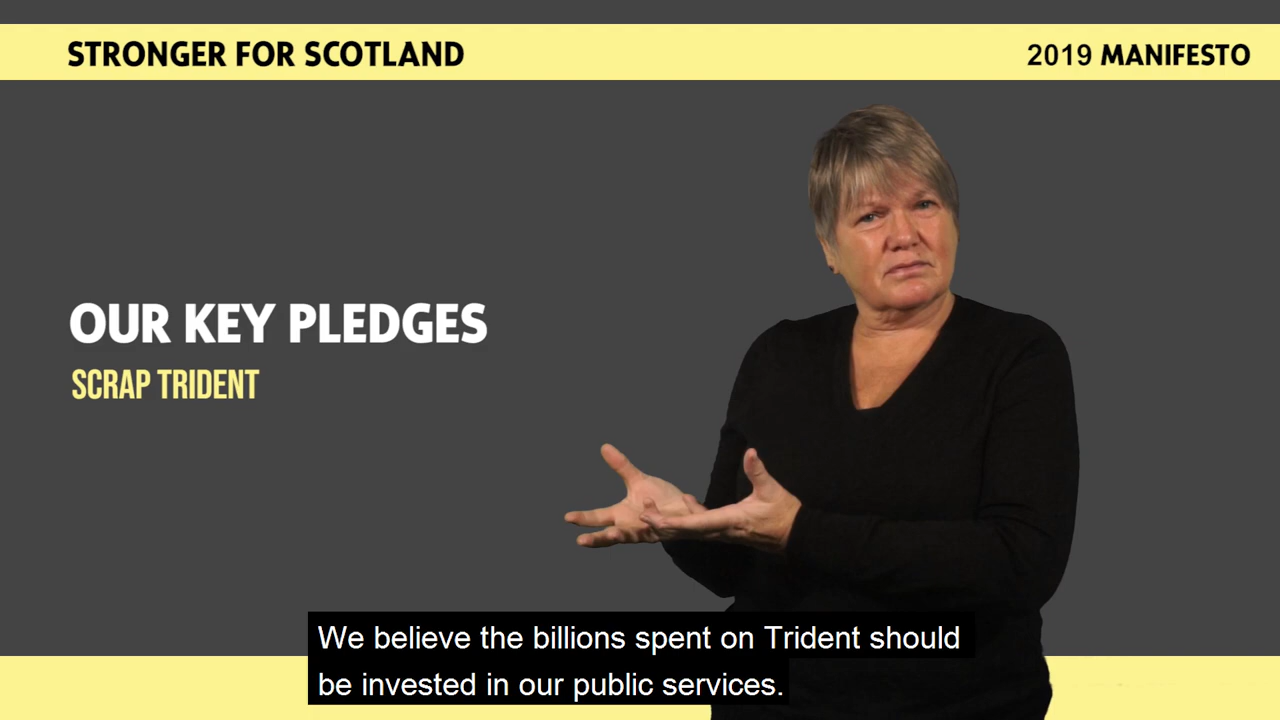 STRONGER FOR SCOTLAND
2019 MANIFESTO
OUR KEY PLEDGES
SCRAP TRIDENT
We believe the billions spent on Trident should
be invested in our public services.